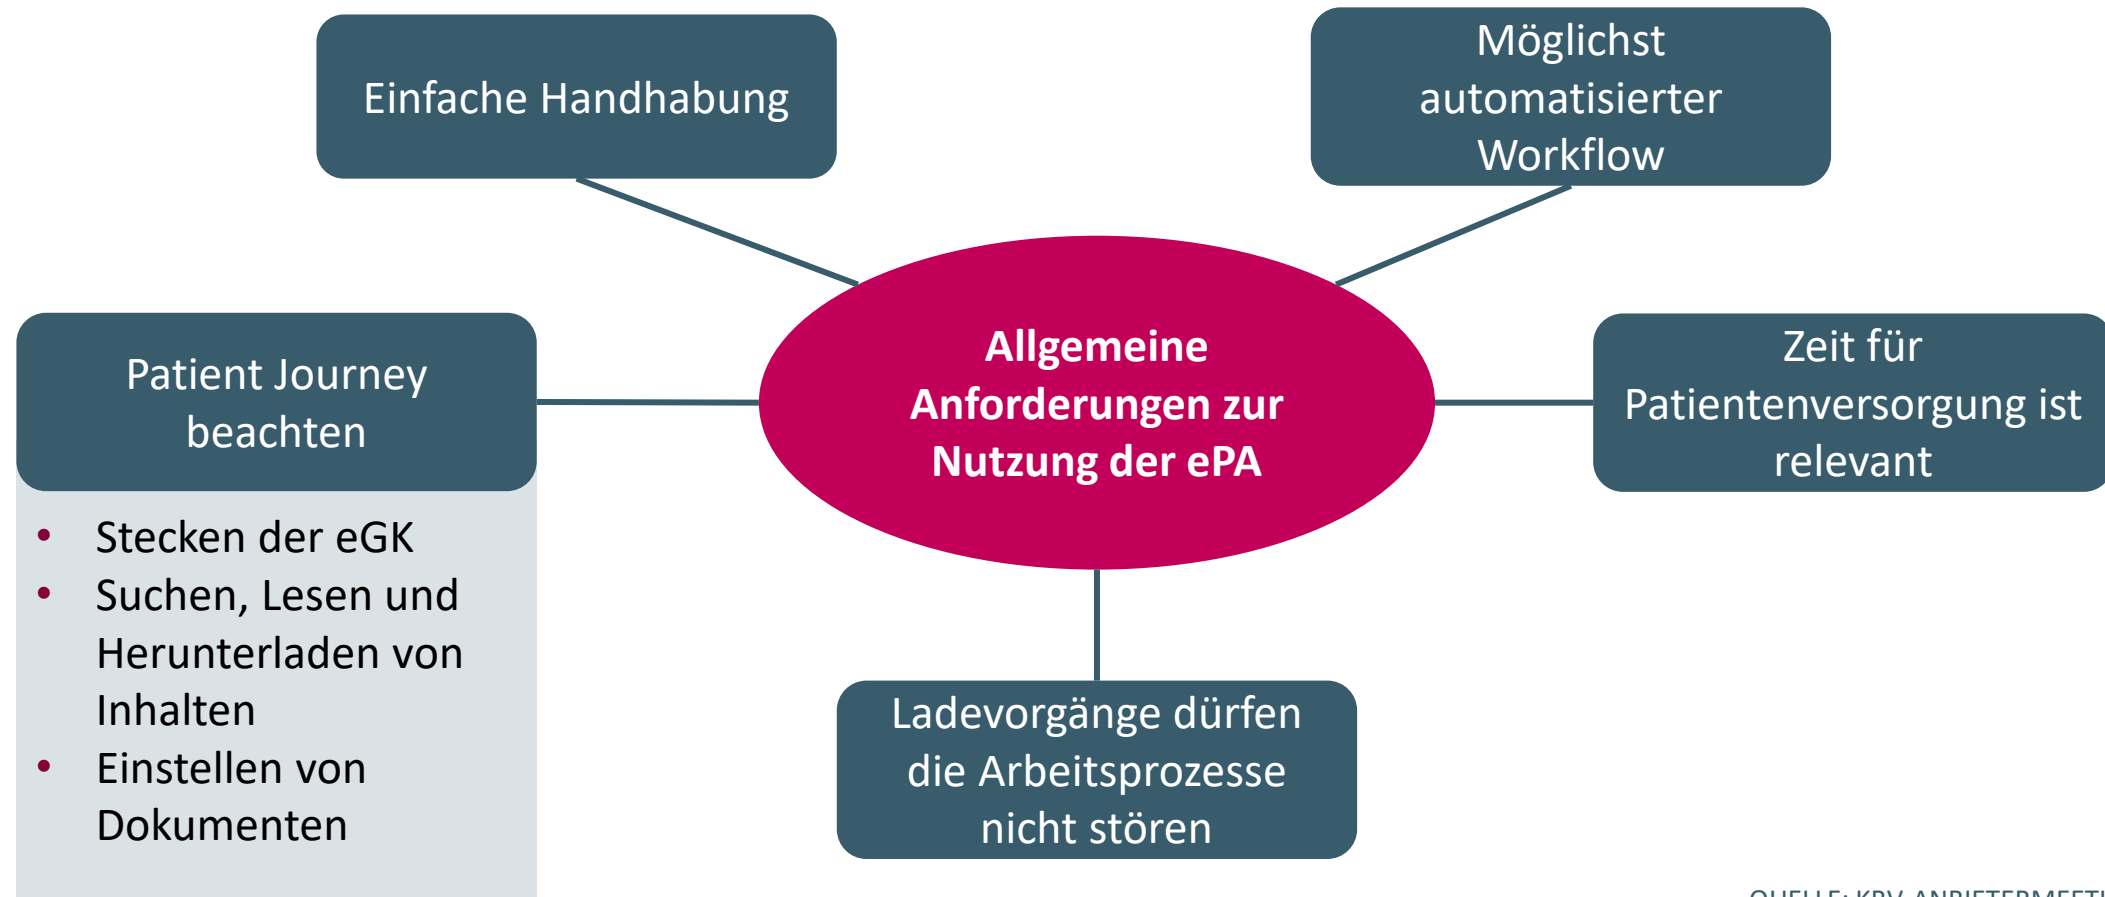 Einfache Handhabung
Möglichst
automatisierter
Workflow
Allgemeine
Anforderungen zur
Nutzung der ePA
Patient Journey
beachten
Zeit für
Patientenversorgung ist
relevant
• Stecken der eGK
• Suchen, Lesen und
Herunterladen von
Inhalten
• Einstellen von
Dokumenten
Ladevorgänge dürfen
die Arbeitsprozesse
nicht stören